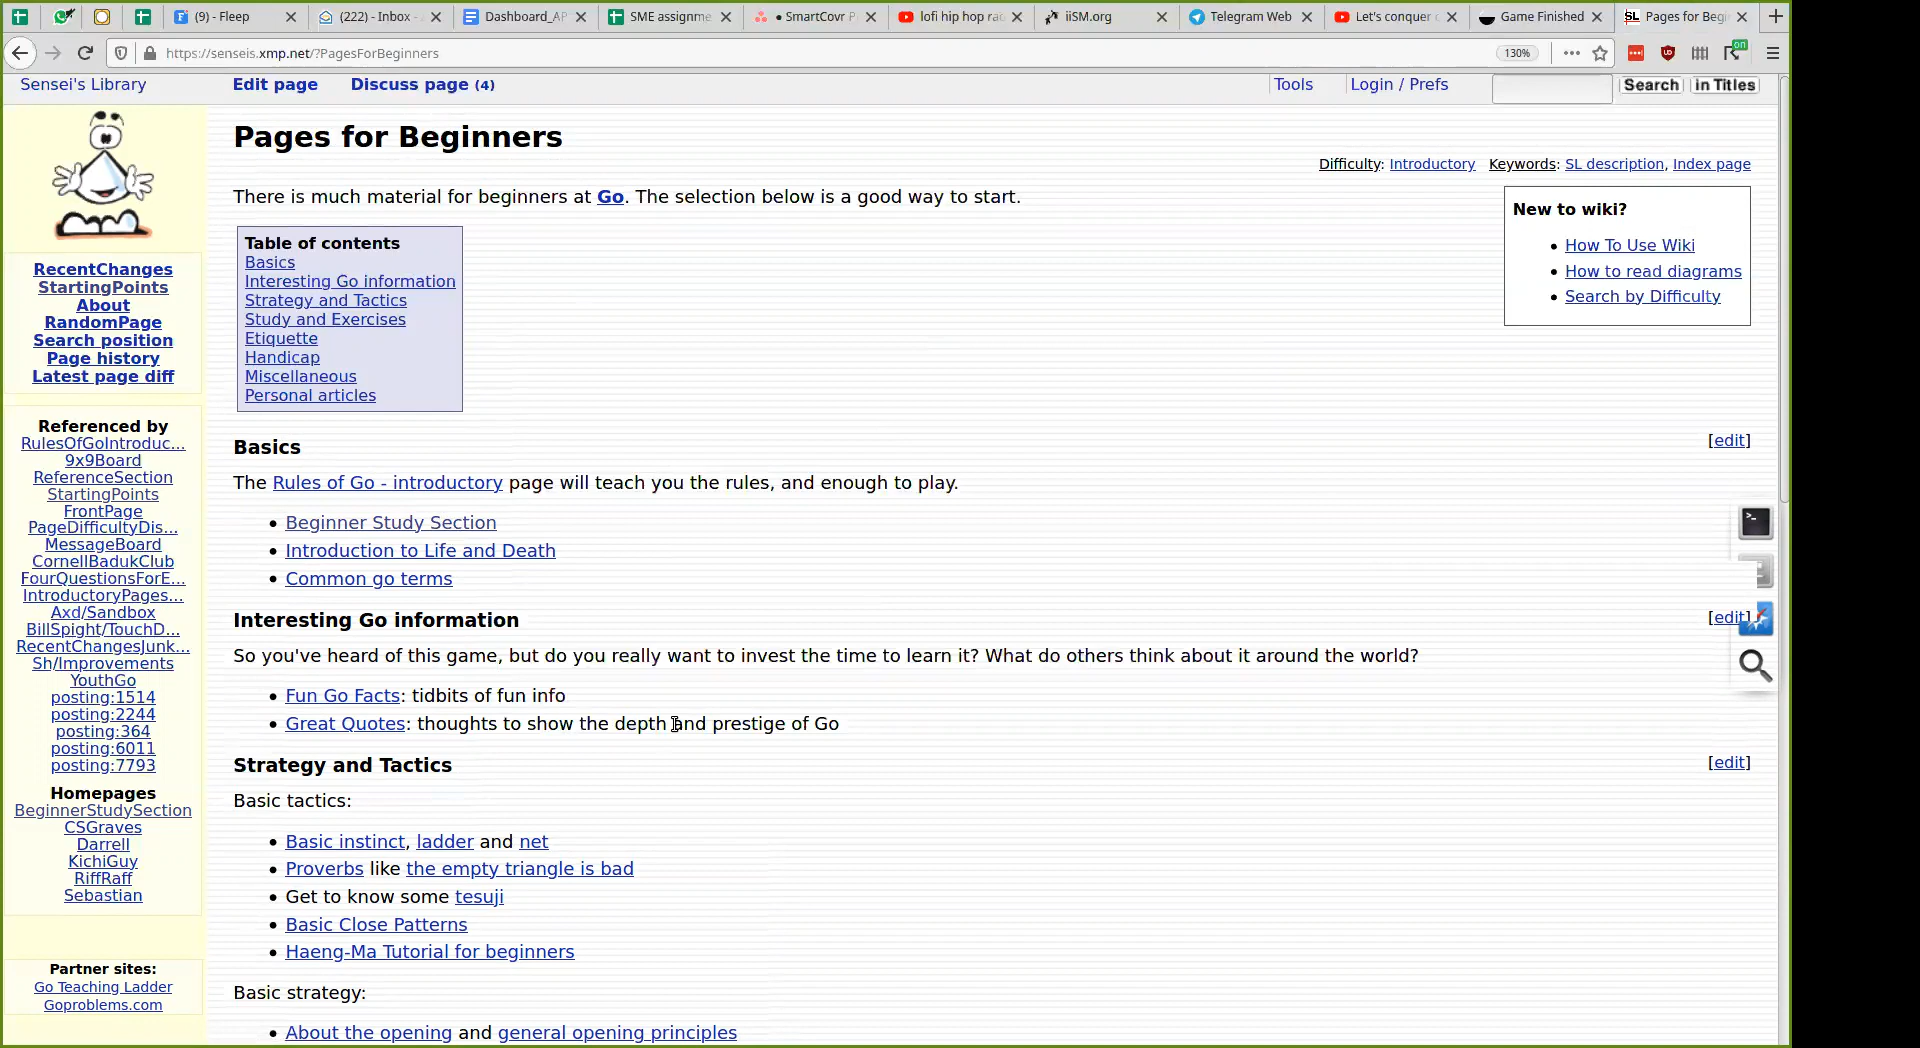 (9) - Fleep
(222) - Inbox -
Dashboard_AP
SME assignme
● SmartCovr P
lofi hip hop rad
iiSM.org
Telegram Web
Let's conquer
Game Finished
SL Pages for Begi
https://senseis.xmp.net/?PagesForBeginners
130%
on
Sensei's Library
Edit page
Discuss page (4)
Tools
Login / Prefs
Search
in Titles
Pages for Beginners
Difficulty: Introductory Keywords: SL description, Index page
There is much material for beginners at Go. The selection below is a good way to start.
New to wiki?
How To Use Wiki
How to read diagrams
Search by Difficulty
Table of contents
Basics
Interesting Go information
Strategy and Tactics
Study and Exercises
Etiquette
Handicap
Miscellaneous
Personal articles
RecentChanges
StartingPoints
About
RandomPage
Search position
Page history
Latest page diff
Referenced by
RulesOfGoIntroduc...
9x9Board
ReferenceSection
StartingPoints
FrontPage
PageDifficultyDis...
MessageBoard
CornellBadukClub
FourQuestionsForE...
IntroductoryPages...
Axd/Sandbox
BillSpight/TouchD...
RecentChangesJunk...
Sh/Improvements
YouthGo
posting:1514
posting:2244
posting:364
posting:6011
posting:7793
Homepages
BeginnerStudySection
CSGraves
Darrell
KichiGuy
RiffRaff
Sebastian
Partner sites:
Go Teaching Ladder
Goproblems.com
Basics
[edit]
The Rules of Go - introductory page will teach you the rules, and enough to play.
Beginner Study Section
Introduction to Life and Death
Common go terms
Interesting Go information
[edit]
So you've heard of this game, but do you really want to invest the time to learn it? What do others think about it around the world?
Fun Go Facts: tidbits of fun info
Great Quotes: thoughts to show the depth and prestige of Go
Strategy and Tactics
[edit]
Basic tactics:
Basic instinct, ladder and net
Proverbs like the empty triangle is bad
Get to know some tesuji
Basic Close Patterns
Haeng-Ma Tutorial for beginners
Basic strategy:
About the opening and general opening principles